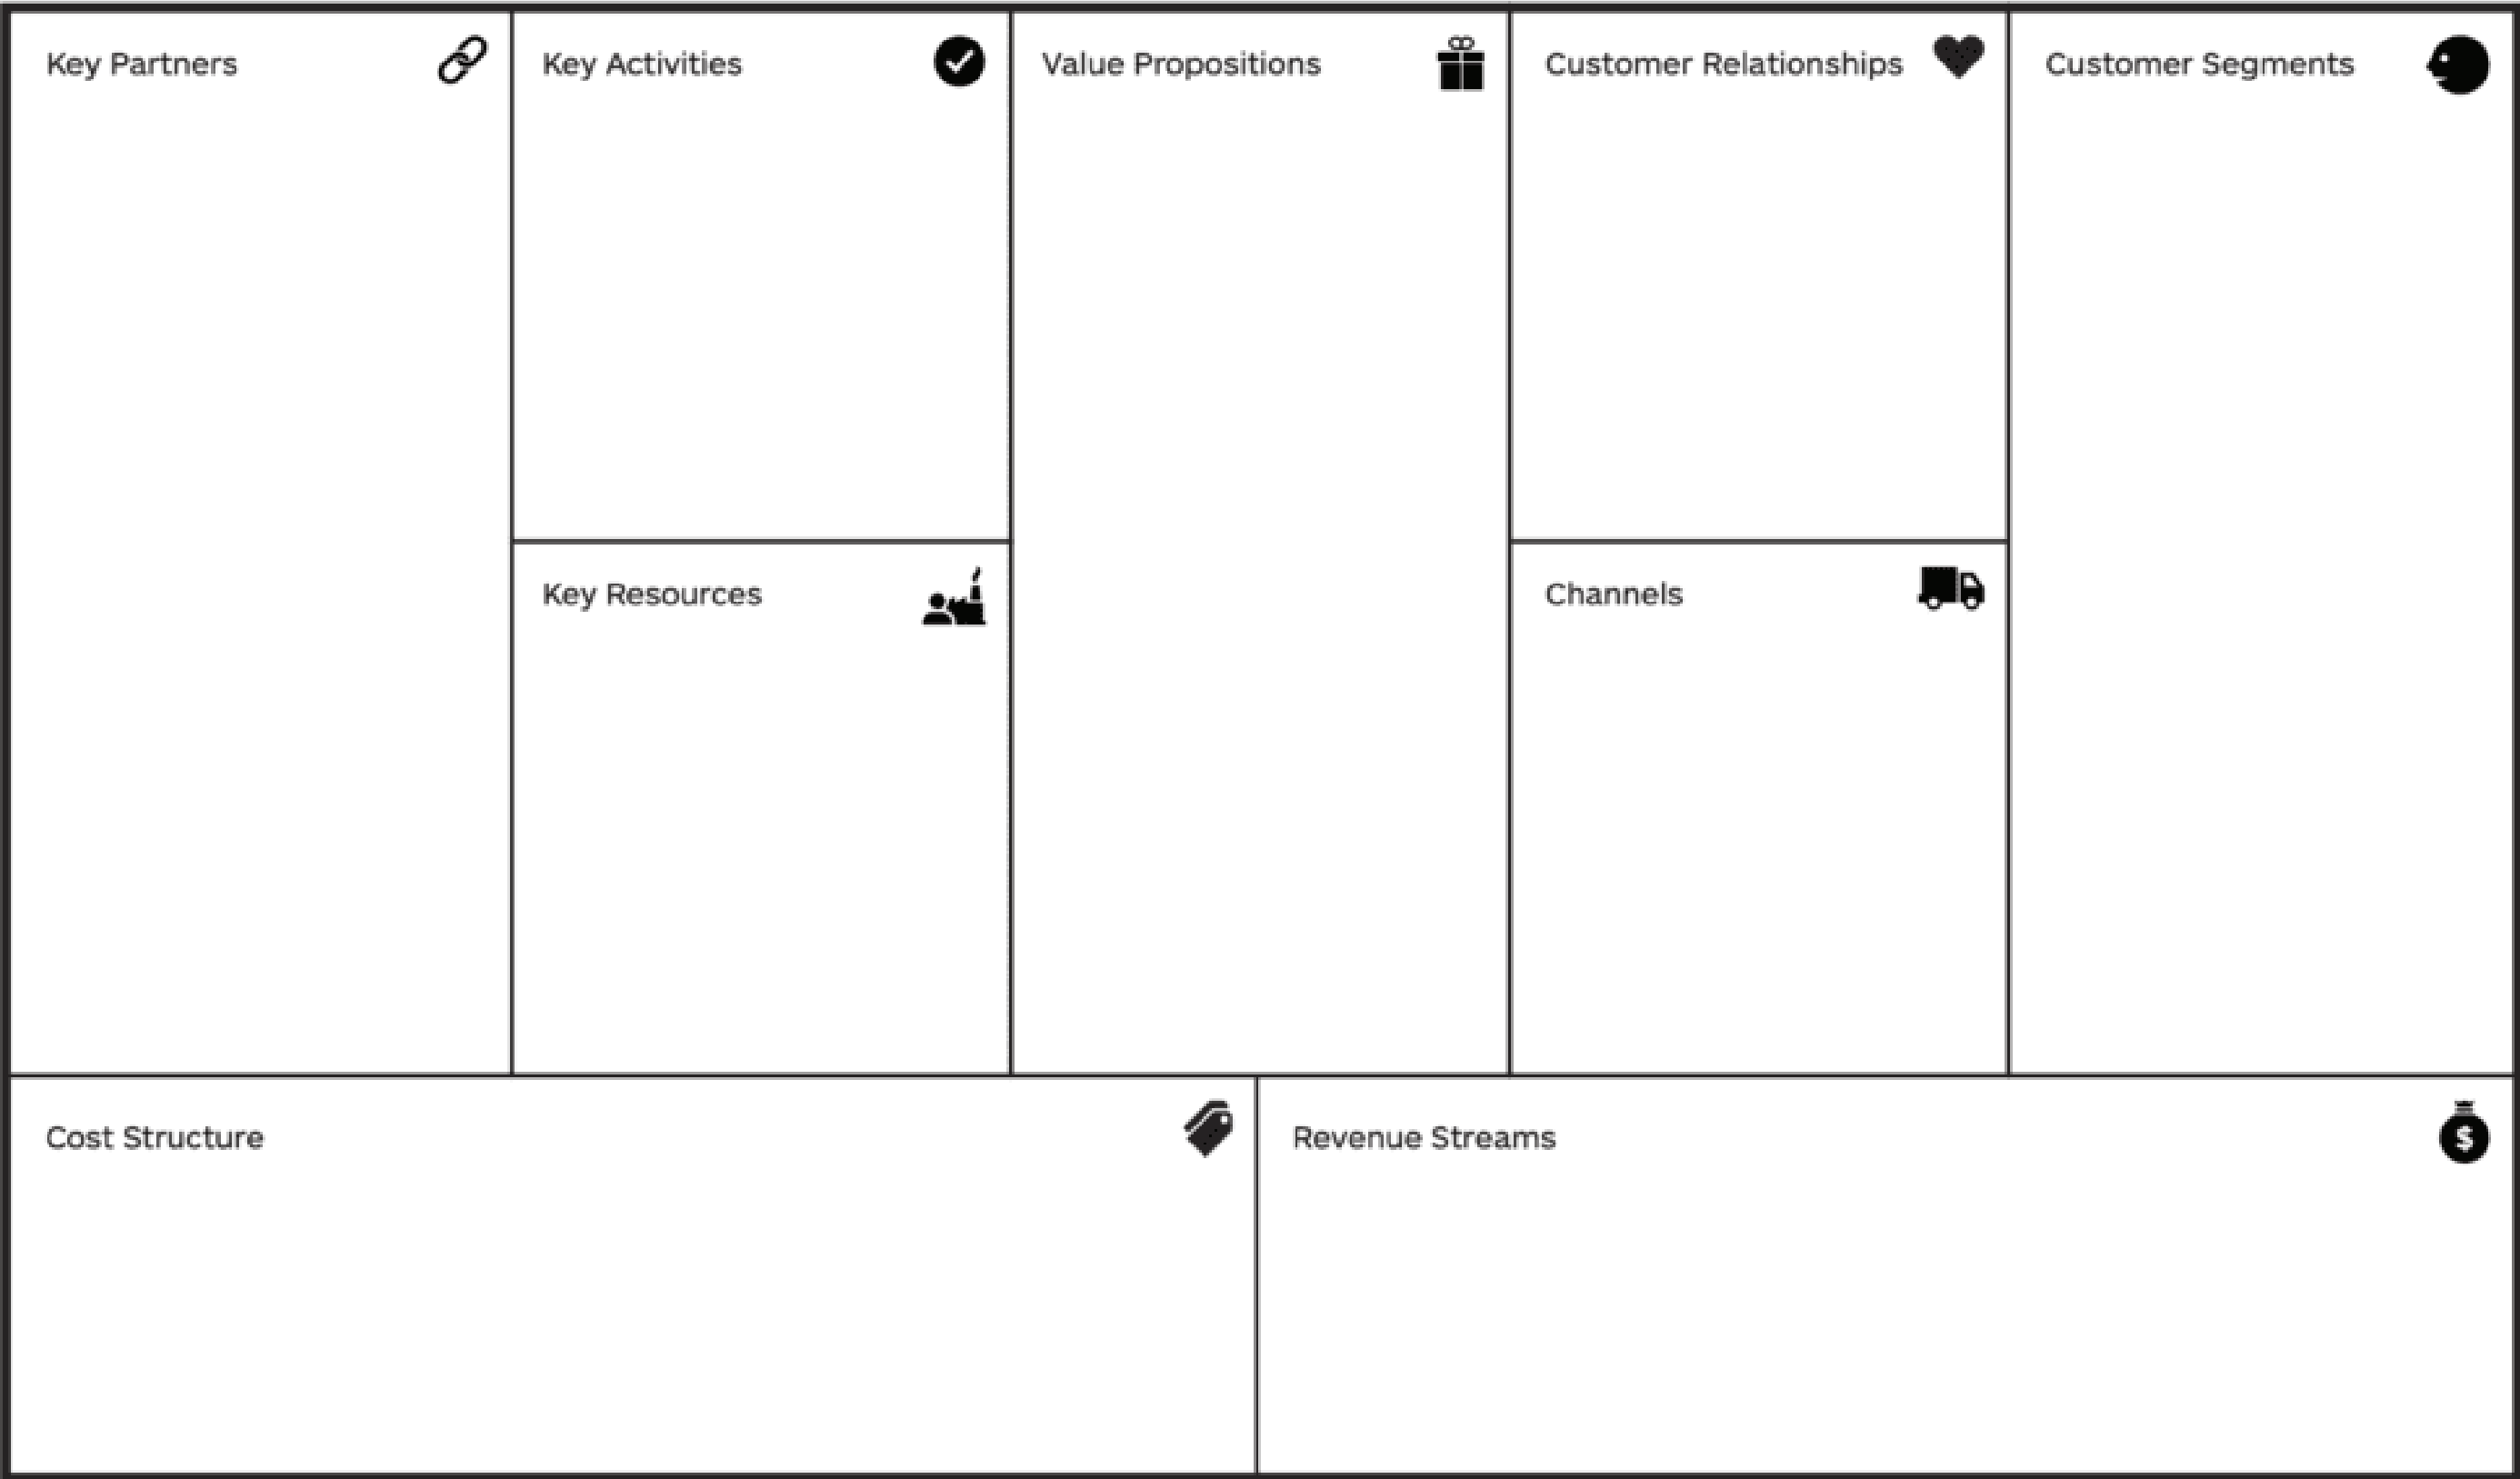 Key Partners
Key Activities
Value Propositions
Customer Relationships
Customer Segments
Key Resources
Channels
Cost Structure
Revenue Streams
$